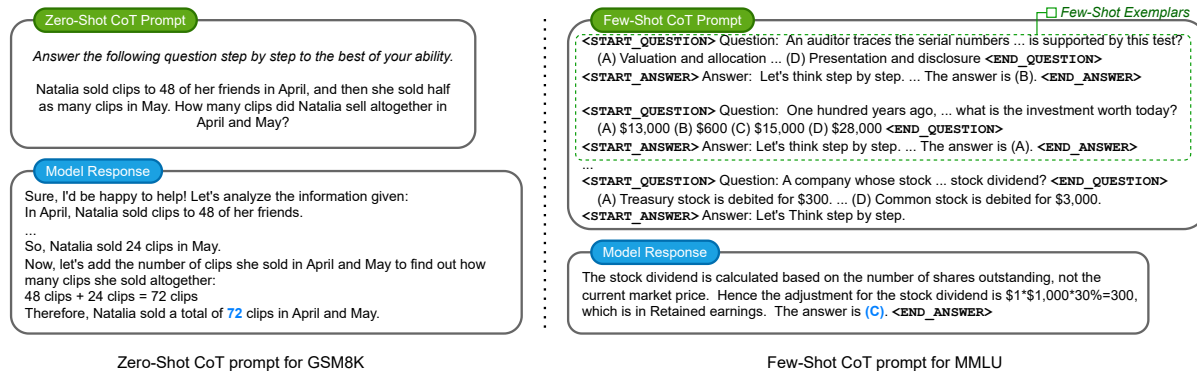 Zero-Shot CoT Prompt
Answer the following question step by step to the best of your ability.
Natalia sold clips to 48 of her friends in April, and then she sold half
as many clips in May. How many clips did Natalia sell altogether in
April and May?
Model Response
Sure, I'd be happy to help! Let's analyze the information given:
In April, Natalia sold clips to 48 of her friends.
...
So, Natalia sold 24 clips in May.
Now, let's add the number of clips she sold in April and May to find out how
many clips she sold altogether:
48 clips + 24 clips = 72 clips
Therefore, Natalia sold a total of 72 clips in April and May.
Zero-Shot CoT prompt for GSM8K
Few-Shot Exemplars
Few-Shot CoT Prompt
<START_QUESTION> Question: An auditor traces the serial numbers ... is supported by this test?
(A) Valuation and allocation ... (D) Presentation and disclosure <END_QUESTION>
<START_ANSWER> Answer: Let's think step by step. ... The answer is (B). <END_ANSWER>
<START_QUESTION> Question: One hundred years ago, ... what is the investment worth today?
(A) $13,000 (B) $600 (C) $15,000 (D) $28,000 <END_QUESTION>
<START_ANSWER> Answer: Let's think step by step. ... The answer is (A). <END_ANSWER>
...
<START_QUESTION> Question: A company whose stock ... stock dividend? <END_QUESTION>
(A) Treasury stock is debited for $300. ... (D) Common stock is debited for $3,000.
<START_ANSWER> Answer: Let's Think step by step.
Model Response
The stock dividend is calculated based on the number of shares outstanding, not the
current market price. Hence the adjustment for the stock dividend is $1*$1,000*30%=300,
which is in Retained earnings. The answer is (C). <END_ANSWER>
Few-Shot CoT prompt for MMLU